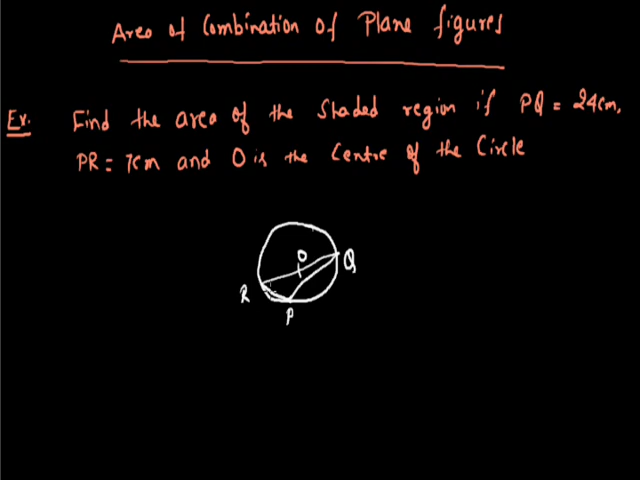 Area of Combination of Plane figures
Ex. Find the area of the Shaded region if PQ = 24cm,
PR = 7cm and O is the Centre of the Circle
O
Q
R
P